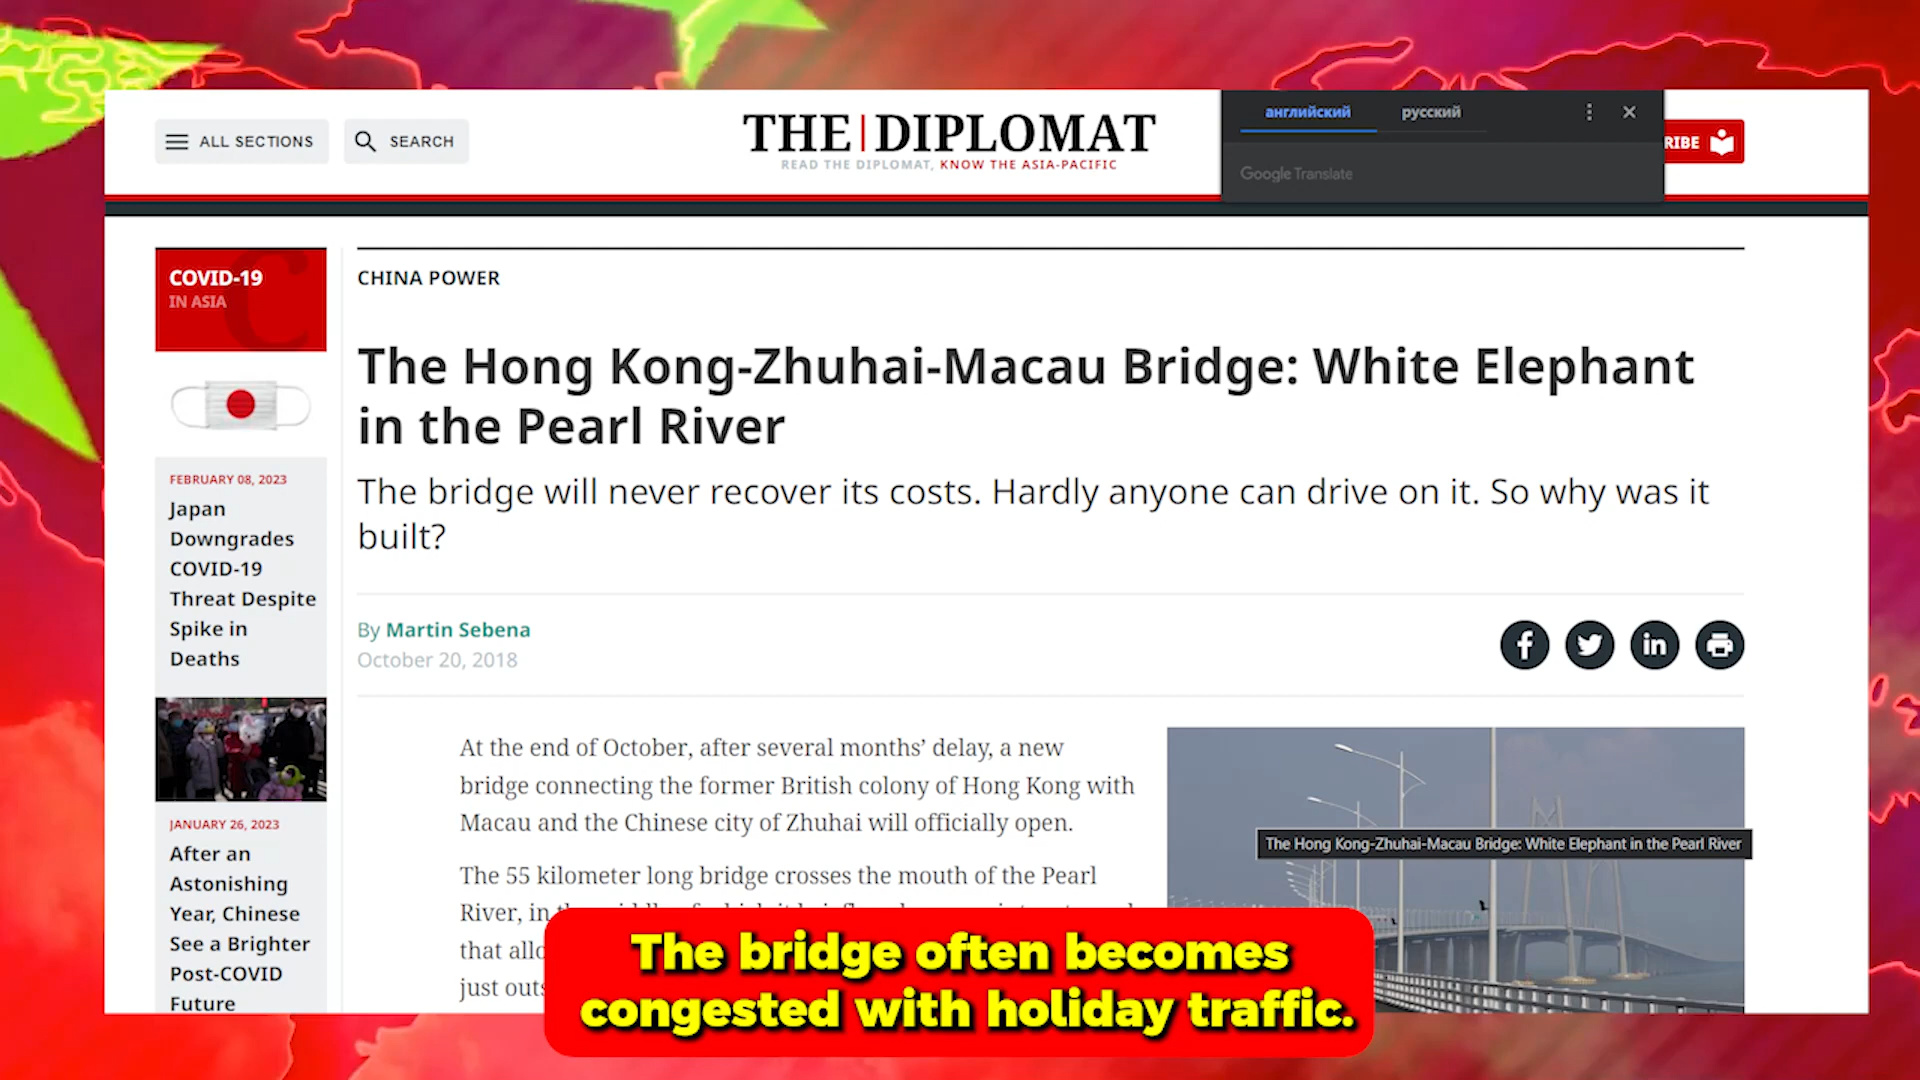 ALL SECTIONS
SEARCH
THE|DIPLOMAT
READ THE DIPLOMAT, KNOW THE ASIA-PACIFIC
английский
русский
Google Translate
RIBE
COVID-19
IN ASIA
CHINA POWER
The Hong Kong-Zhuhai-Macau Bridge: White Elephant
in the Pearl River
The bridge will never recover its costs. Hardly anyone can drive on it. So why was it
built?
By Martin Sebena
October 20, 2018
FEBRUARY 08, 2023
Japan
Downgrades
COVID-19
Threat Despite
Spike in
Deaths
JANUARY 26, 2023
After an
Astonishing
Year, Chinese
See a Brighter
Post-COVID
Future
At the end of October, after several months’ delay, a new
bridge connecting the former British colony of Hong Kong with
Macau and the Chinese city of Zhuhai will officially open.
The 55 kilometer long bridge crosses the mouth of the Pearl
River, in
that
just
The Hong Kong-Zhuhai-Macau Bridge: White Elephant in the Pearl River
The bridge often becomes
congested with holiday traffic.